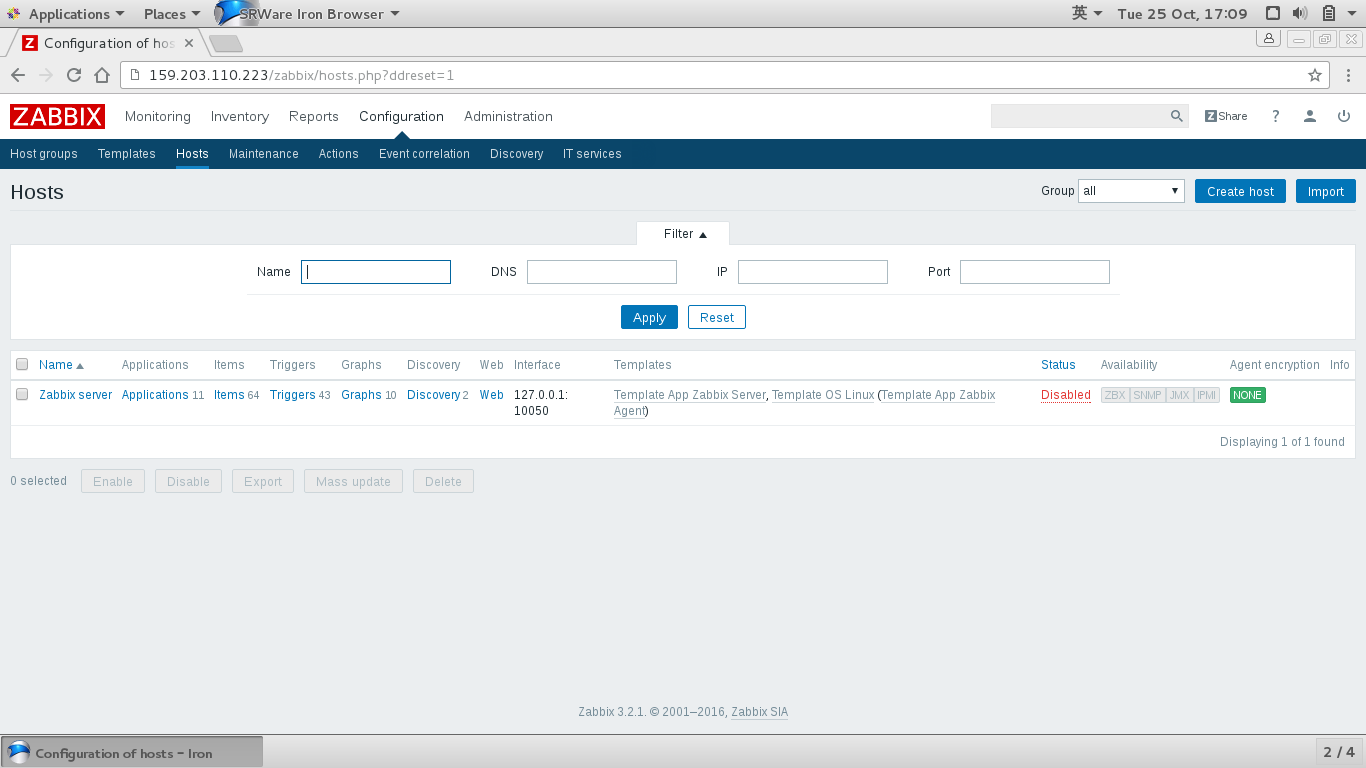 Applications Places SRWare Iron Browser 英 Tue 25 Oct, 17:09
Z Configuration of hos
159.203.110.223/zabbix/hosts.php?ddreset=1
ZABBIX Monitoring Inventory Reports Configuration Administration Z Share ?
Host groups Templates Hosts Maintenance Actions Event correlation Discovery IT services
Hosts Group all Create host Import
Filter
Name DNS IP Port
Apply Reset
Name Applications Items Triggers Graphs Discovery Web Interface Templates Status Availability Agent encryption Info
Zabbix server Applications 11 Items 64 Triggers 43 Graphs 10 Discovery 2 Web 127.0.0.1: Template App Zabbix Server, Template OS Linux (Template App Zabbix Disabled ZBX SNMP JMX IPMI NONE
10050 Agent)
Displaying 1 of 1 found
0 selected Enable Disable Export Mass update Delete
Zabbix 3.2.1. © 2001–2016, Zabbix SIA
Configuration of hosts - Iron 2 / 4